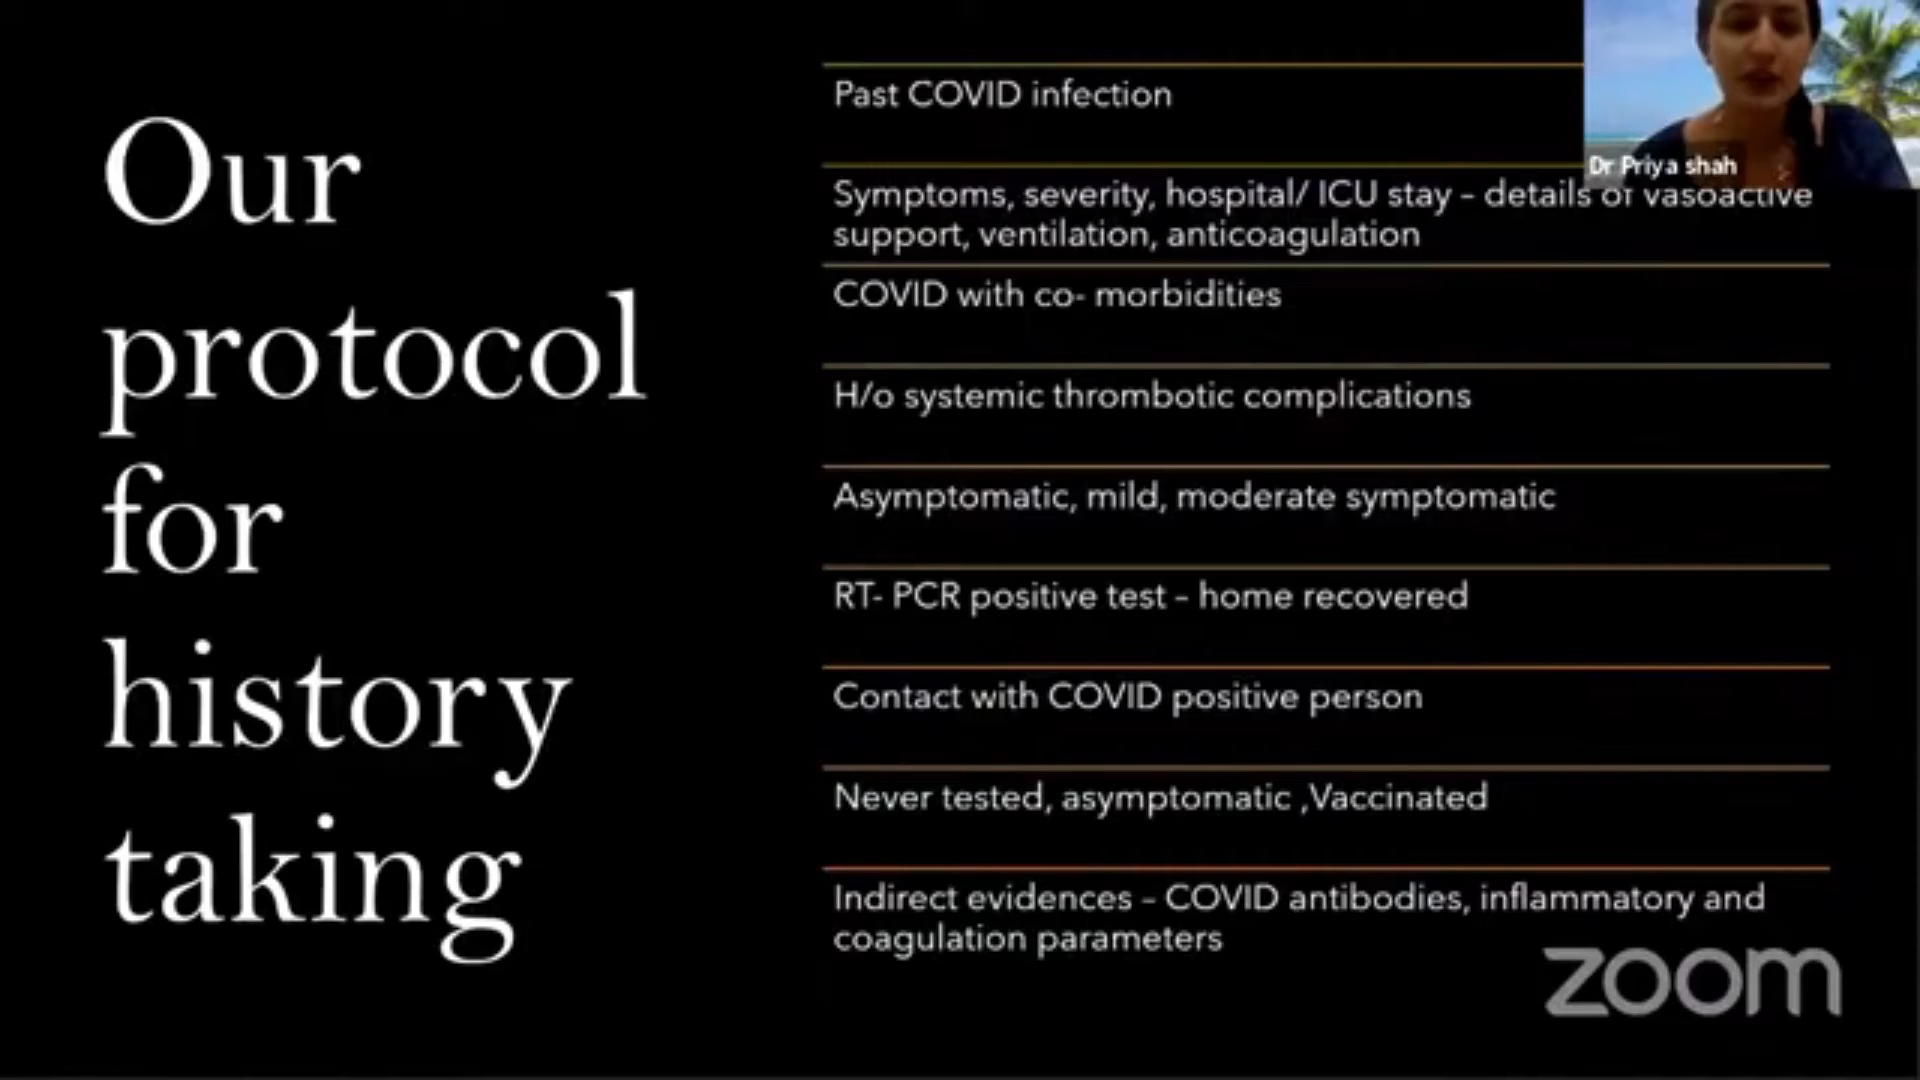 Our
protocol
for
history
taking
Past COVID infection
Symptoms, severity, hospital/ ICU stay – details of vasoactive
support, ventilation, anticoagulation
COVID with co- morbidities
H/o systemic thrombotic complications
Asymptomatic, mild, moderate symptomatic
RT- PCR positive test – home recovered
Contact with COVID positive person
Never tested, asymptomatic ,Vaccinated
Indirect evidences – COVID antibodies, inflammatory and
coagulation parameters
Dr Priya shah
zoom